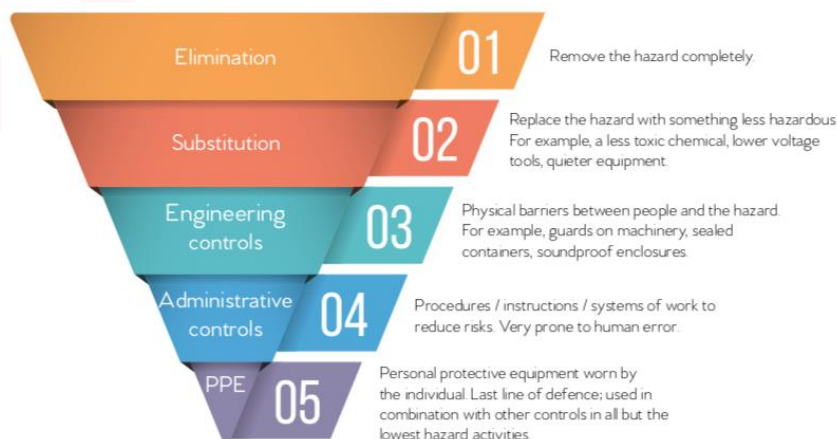 Elimination
01
Remove the hazard completely.
Substitution
02
Replace the hazard with something less hazardous
For example, a less toxic chemical, lower voltage
tools, quieter equipment.
Engineering
controls
03
Physical barriers between people and the hazard.
For example, guards on machinery, sealed
containers, soundproof enclosures.
Administrative
controls
04
Procedures / instructions / systems of work to
reduce risks. Very prone to human error.
PPE
05
Personal protective equipment worn by
the individual. Last line of defence; used in
combination with other controls in all but the
lowest hazard activities.